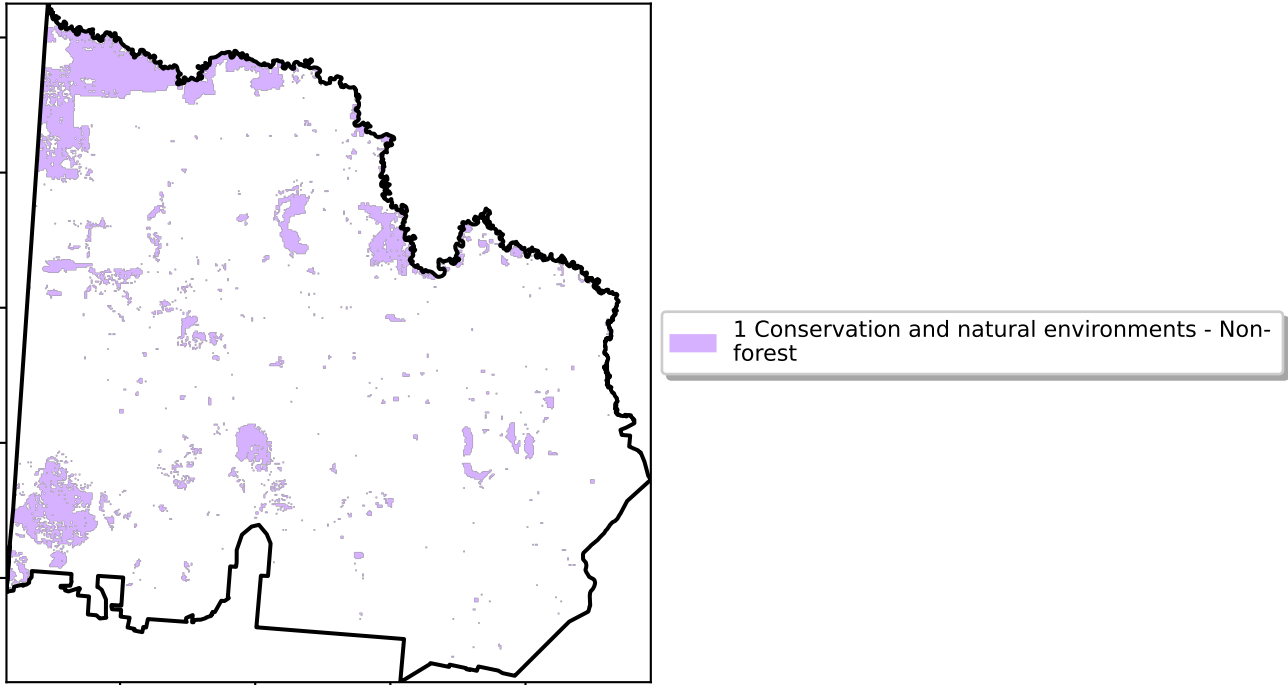 1 Conservation and natural environments - Non-
forest